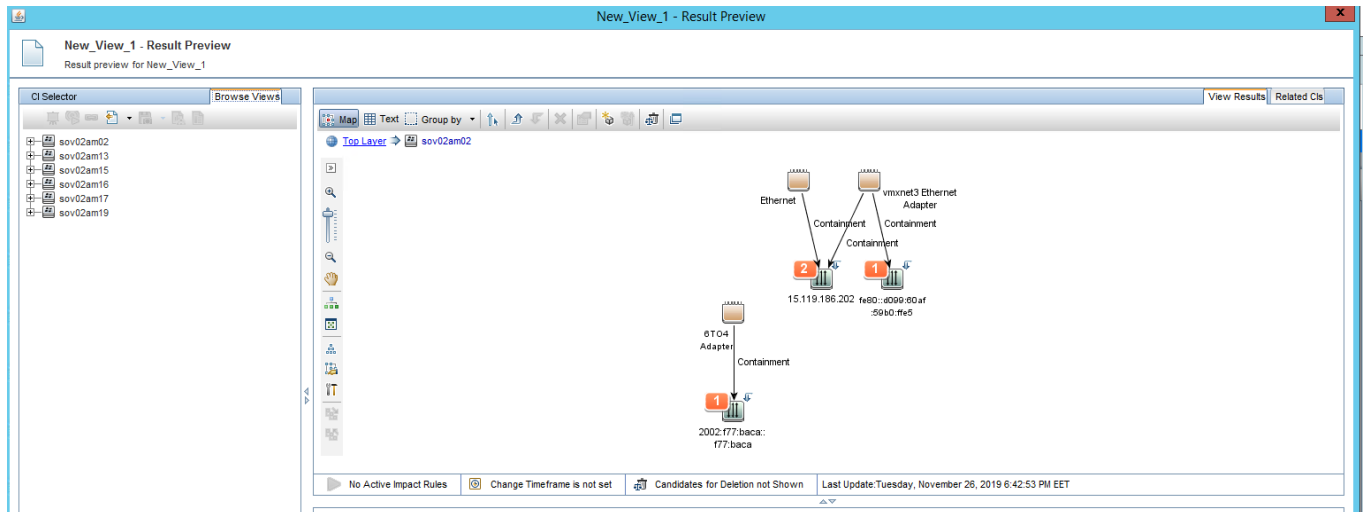 New_View_1 - Result Preview
x
New_View_1 - Result Preview
Result preview for New_View_1
CI Selector
Browse Views
View Results
Related CIs
Map
Text
Group by
Top Layer
sov02am02
sov02am02
sov02am13
sov02am15
sov02am16
sov02am17
sov02am19
Ethernet
vmxnet3 Ethernet
Adapter
Containment
Containment
Containment
2
1
15.119.186.202
fe80::d099:60af
:59b0:ffe5
6TO4
Adapter
Containment
1
2002:f77:baca::
f77:baca
No Active Impact Rules
Change Timeframe is not set
Candidates for Deletion not Shown
Last Update:Tuesday, November 26, 2019 6:42:53 PM EET